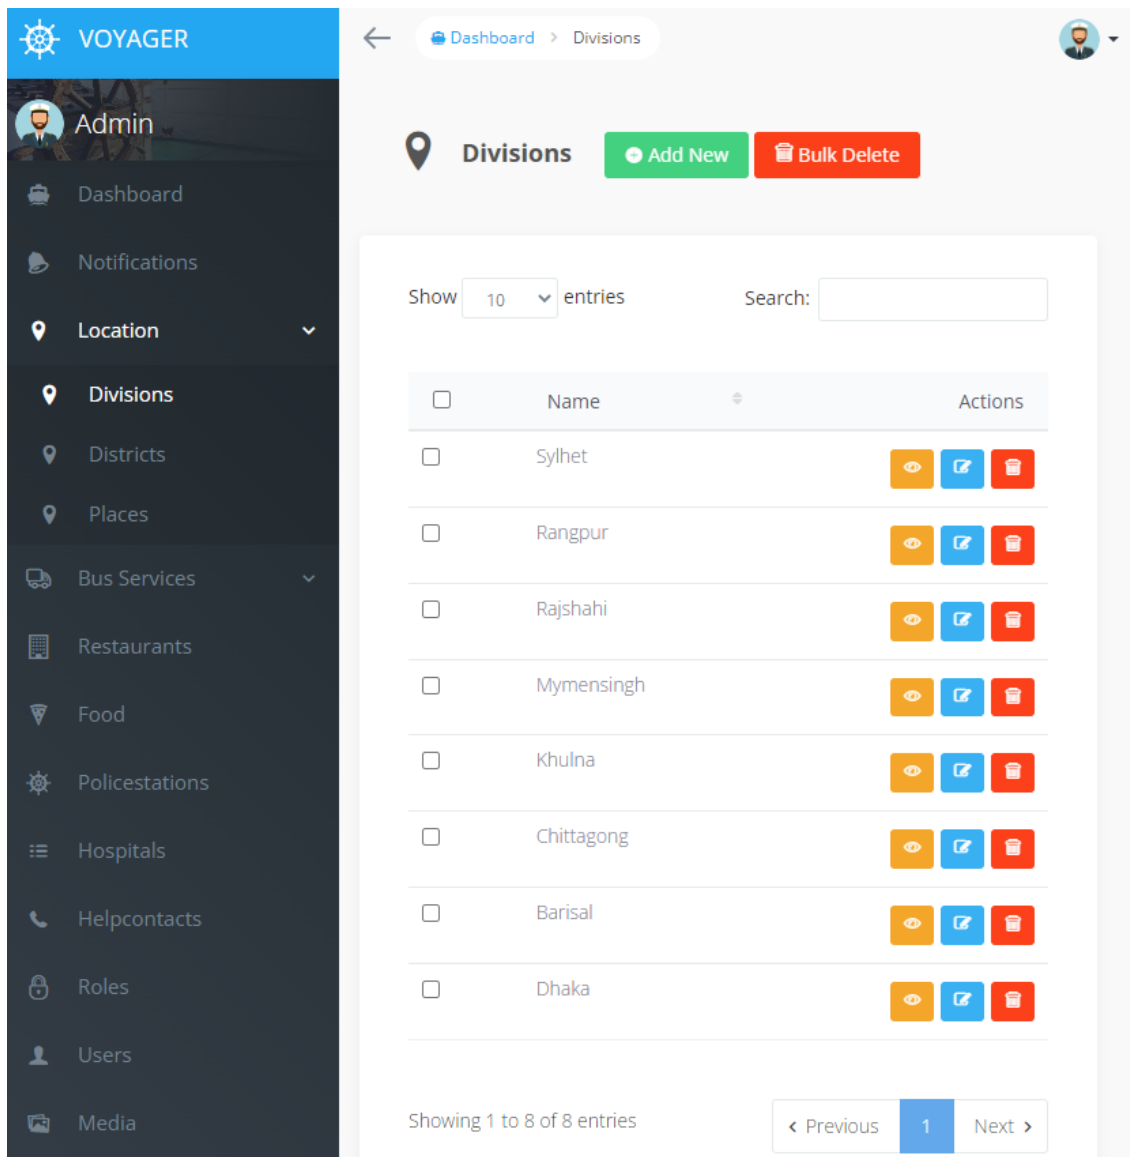 VOYAGER
Admin
Dashboard
Notifications
Location
Divisions
Districts
Places
Bus Services
Restaurants
Food
Policestations
Hospitals
Helpcontacts
Roles
Users
Media
Dashboard > Divisions
Divisions Add New Bulk Delete
Show 10 entries Search:
Name Actions
Sylhet
Rangpur
Rajshahi
Mymensingh
Khulna
Chittagong
Barisal
Dhaka
Showing 1 to 8 of 8 entries
‹ Previous 1 Next ›